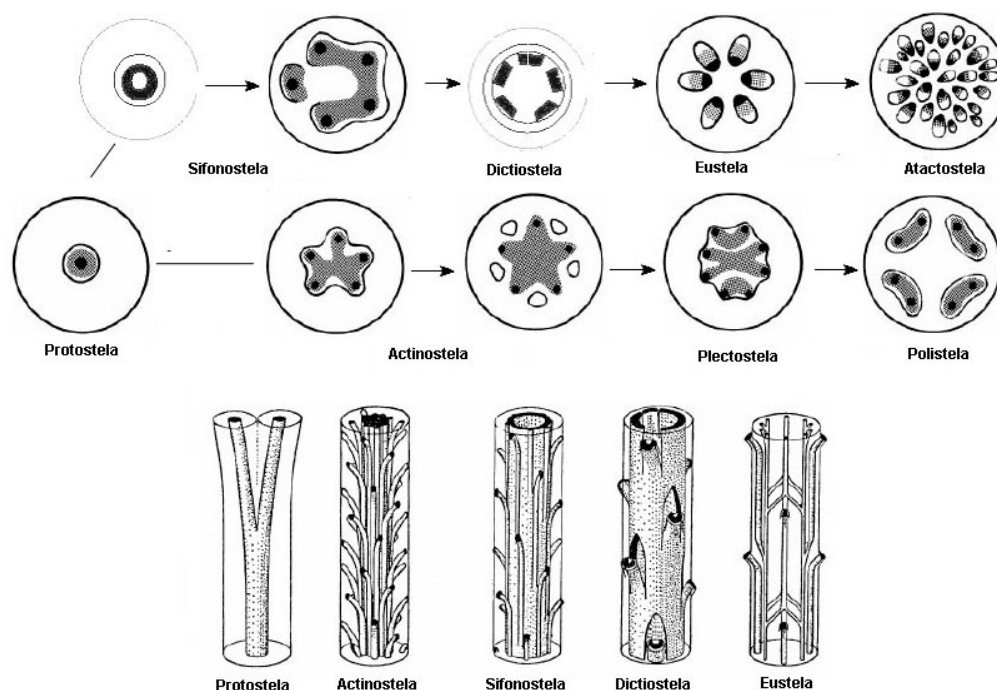 Sifonostela
Dictiostela
Eustela
Atactostela
Protostela
Actinostela
Plectostela
Polistela
Protostela
Actinostela
Sifonostela
Dictiostela
Eustela